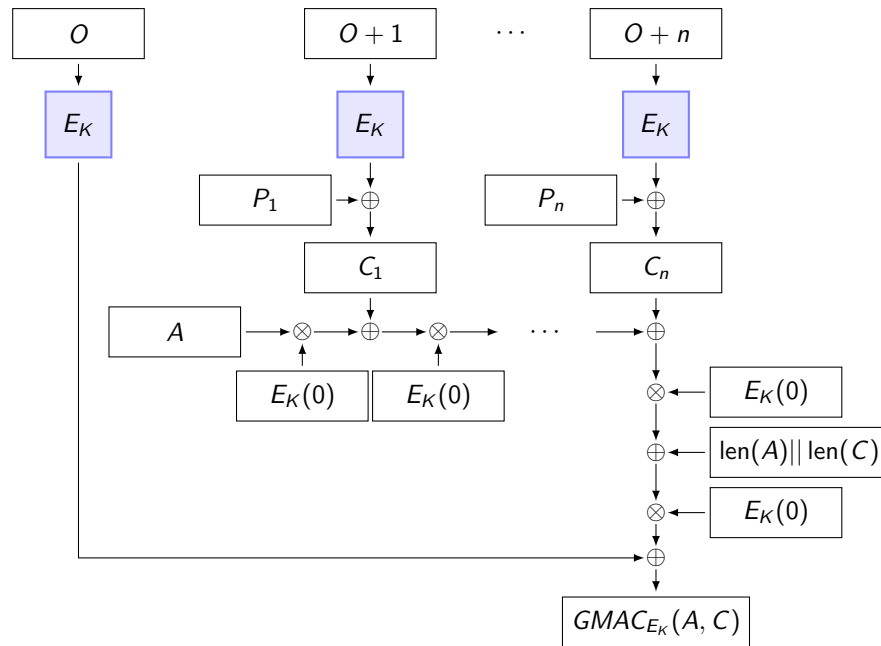 O O + 1 ··· O + n
E_K E_K E_K
P_1 ⊕ P_n ⊕
C_1 C_n
A ⊗ ⊕ ⊗ ··· ⊕
E_K(0) E_K(0) ⊗ E_K(0)
⊕ len(A)|| len(C)
⊗ E_K(0)
⊕
GMAC_{E_K}(A, C)